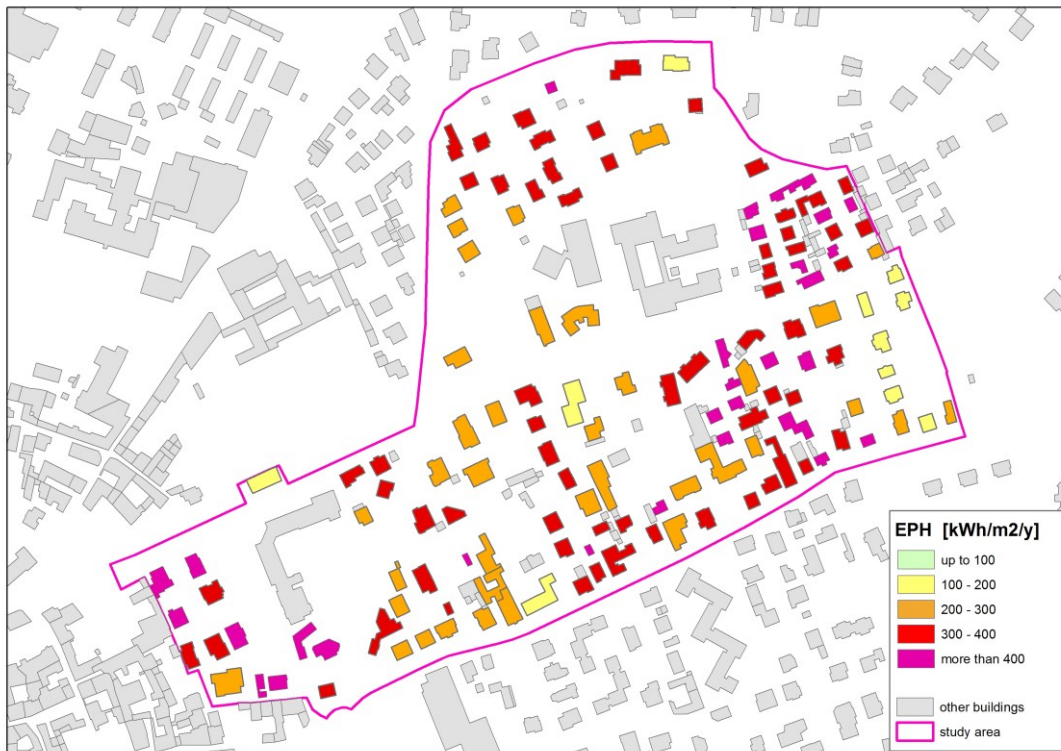 EPH [kWh/m2/y]
up to 100
100 - 200
200 - 300
300 - 400
more than 400
other buildings
study area